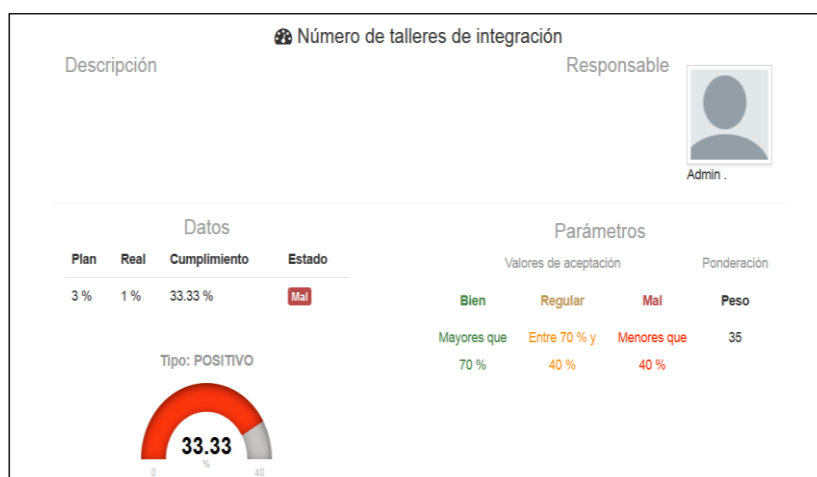 Número de talleres de integración
Descripción
Responsable
Admin .
Datos
Plan Real Cumplimiento Estado
3 % 1 % 33.33 % Mal
Tipo: POSITIVO
33.33
%
0 40
Parámetros
Valores de aceptación Ponderación
Bien Regular Mal Peso
Mayores que Entre 70 % y Menores que 35
70 % 40 % 40 %